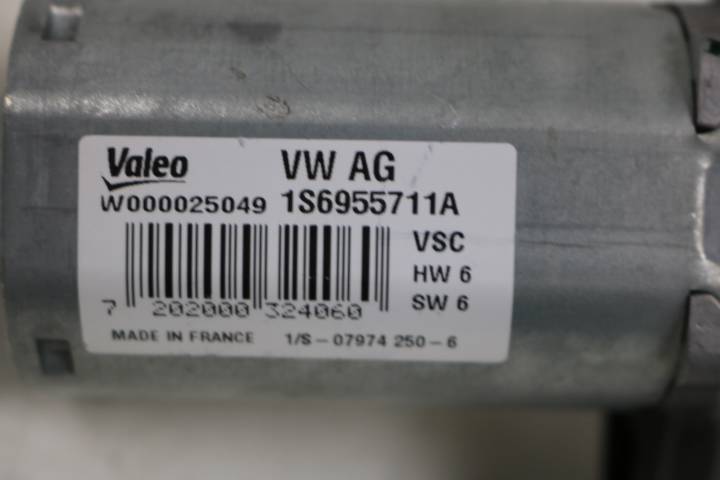 Valeo VW AG
W000025049 1S6955711A
VSC
HW 6
SW 6
7 202000 324060
MADE IN FRANCE 1/S - 07974 250 - 6